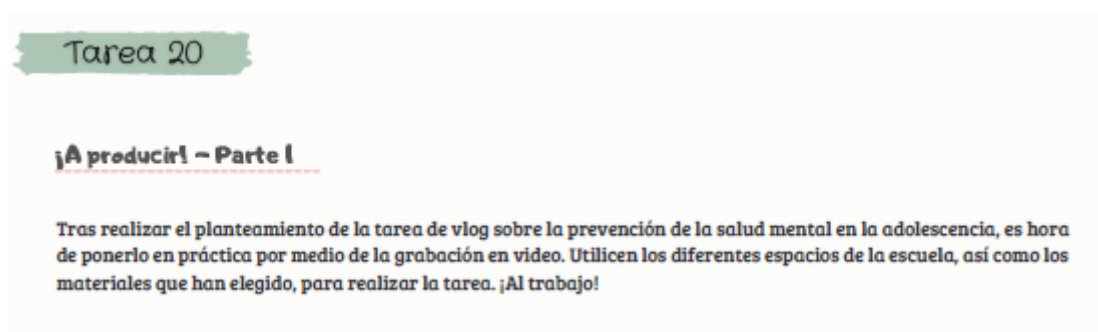 Tarea 20
¡A producir! – Parte 1
Tras realizar el planteamiento de la tarea de vlog sobre la prevención de la salud mental en la adolescencia, es hora
de ponerlo en práctica por medio de la grabación en video. Utilicen los diferentes espacios de la escuela, así como los
materiales que han elegido, para realizar la tarea. ¡Al trabajo!